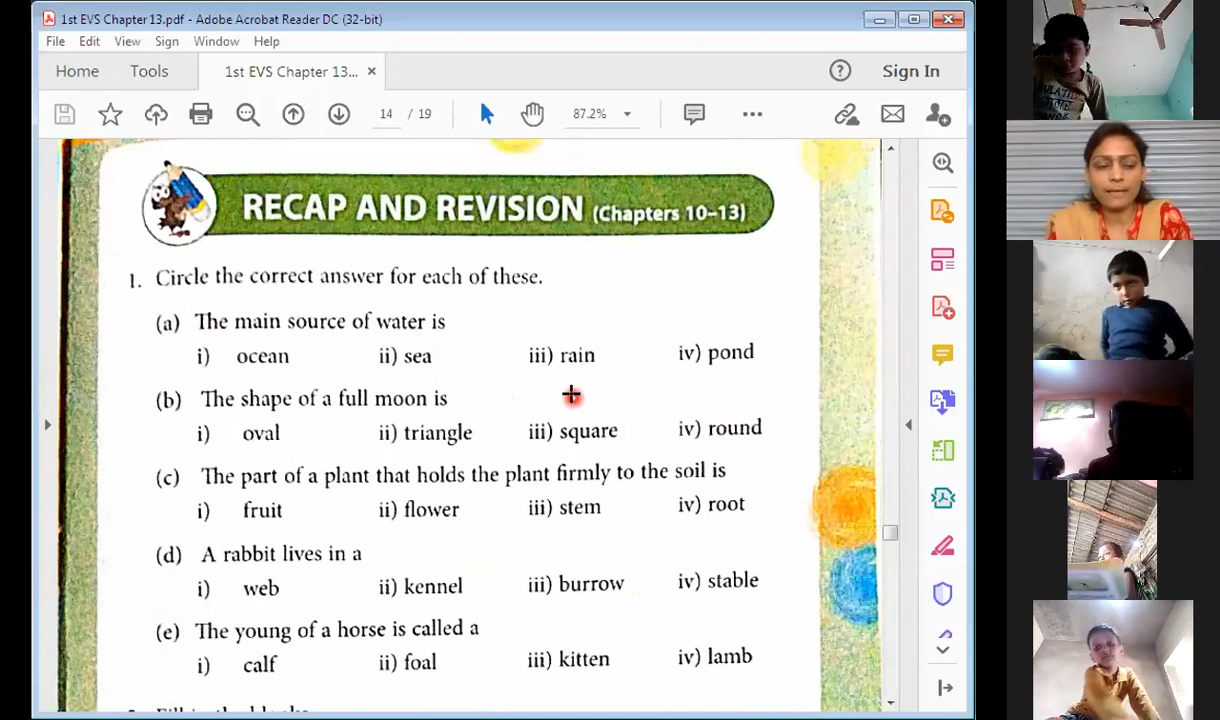 1st EVS Chapter 13.pdf - Adobe Acrobat Reader DC (32-bit)
File Edit View Sign Window Help
Home Tools 1st EVS Chapter 13... × Sign In
14 / 19 87.2%
RECAP AND REVISION (Chapters 10–13)
1. Circle the correct answer for each of these.
(a) The main source of water is
i) ocean ii) sea iii) rain iv) pond
(b) The shape of a full moon is
i) oval ii) triangle iii) square iv) round
(c) The part of a plant that holds the plant firmly to the soil is
i) fruit ii) flower iii) stem iv) root
(d) A rabbit lives in a
i) web ii) kennel iii) burrow iv) stable
(e) The young of a horse is called a
i) calf ii) foal iii) kitten iv) lamb